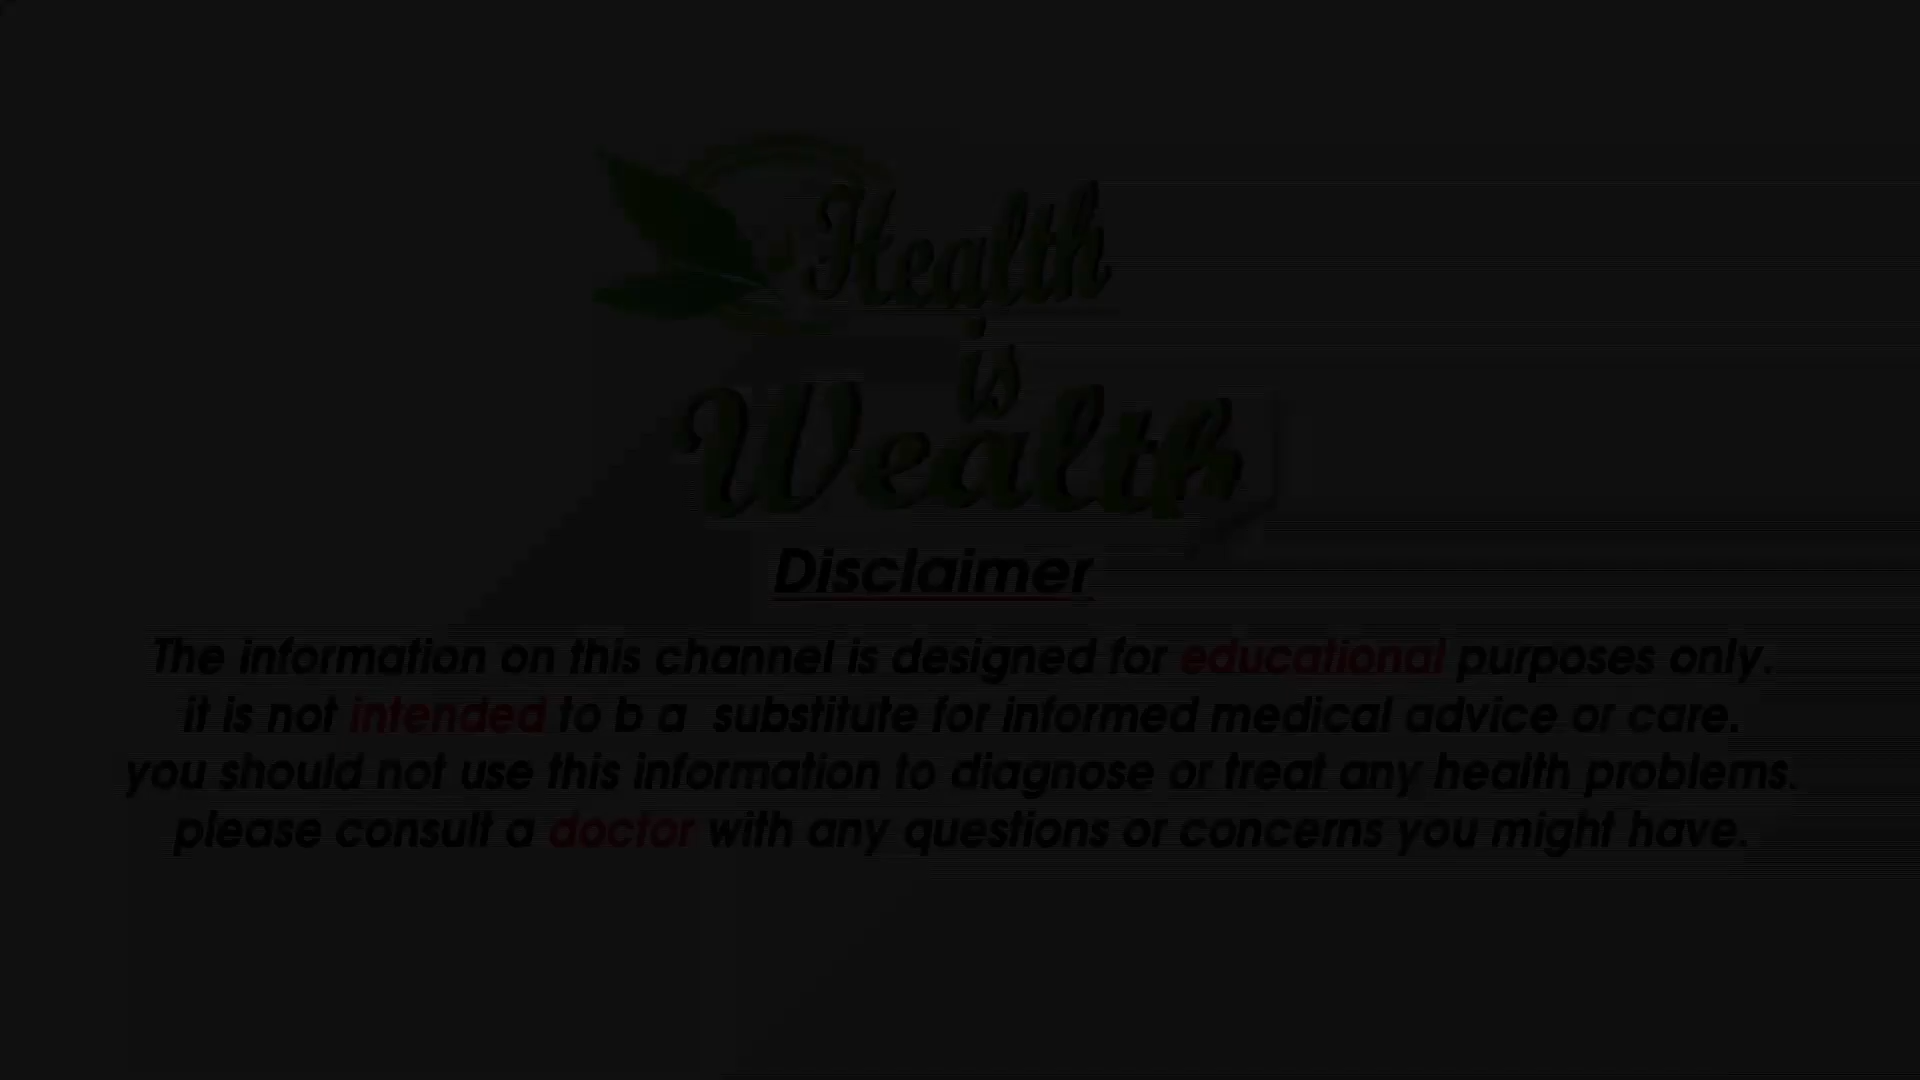 Health
is
Wealth
Disclaimer
The information on this channel is designed for educational purposes only.
it is not intended to b a  substitute for informed medical advice or care.
you should not use this information to diagnose or treat any health problems.
please consult a doctor with any questions or concerns you might have.